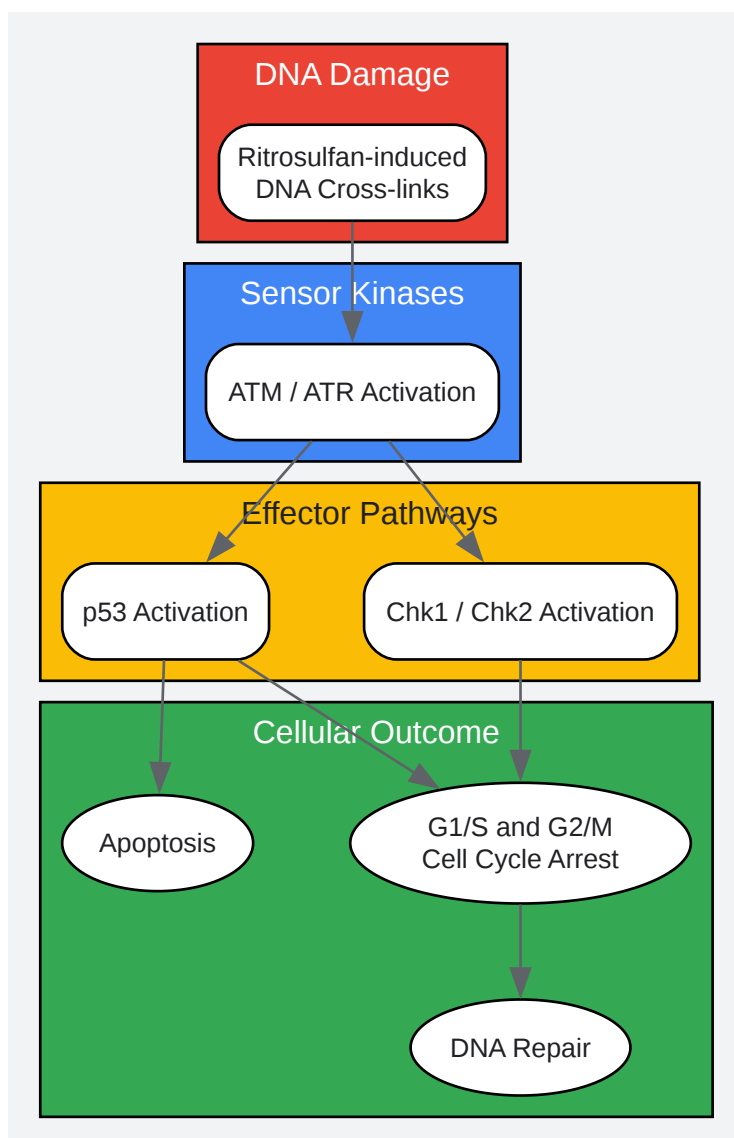 DNA Damage
Ritrosulfan-induced
DNA Cross-links
Sensor Kinases
ATM / ATR Activation
Effector Pathways
p53 Activation
Chk1 / Chk2 Activation
Cellular Outcome
Apoptosis
G1/S and G2/M
Cell Cycle Arrest
DNA Repair